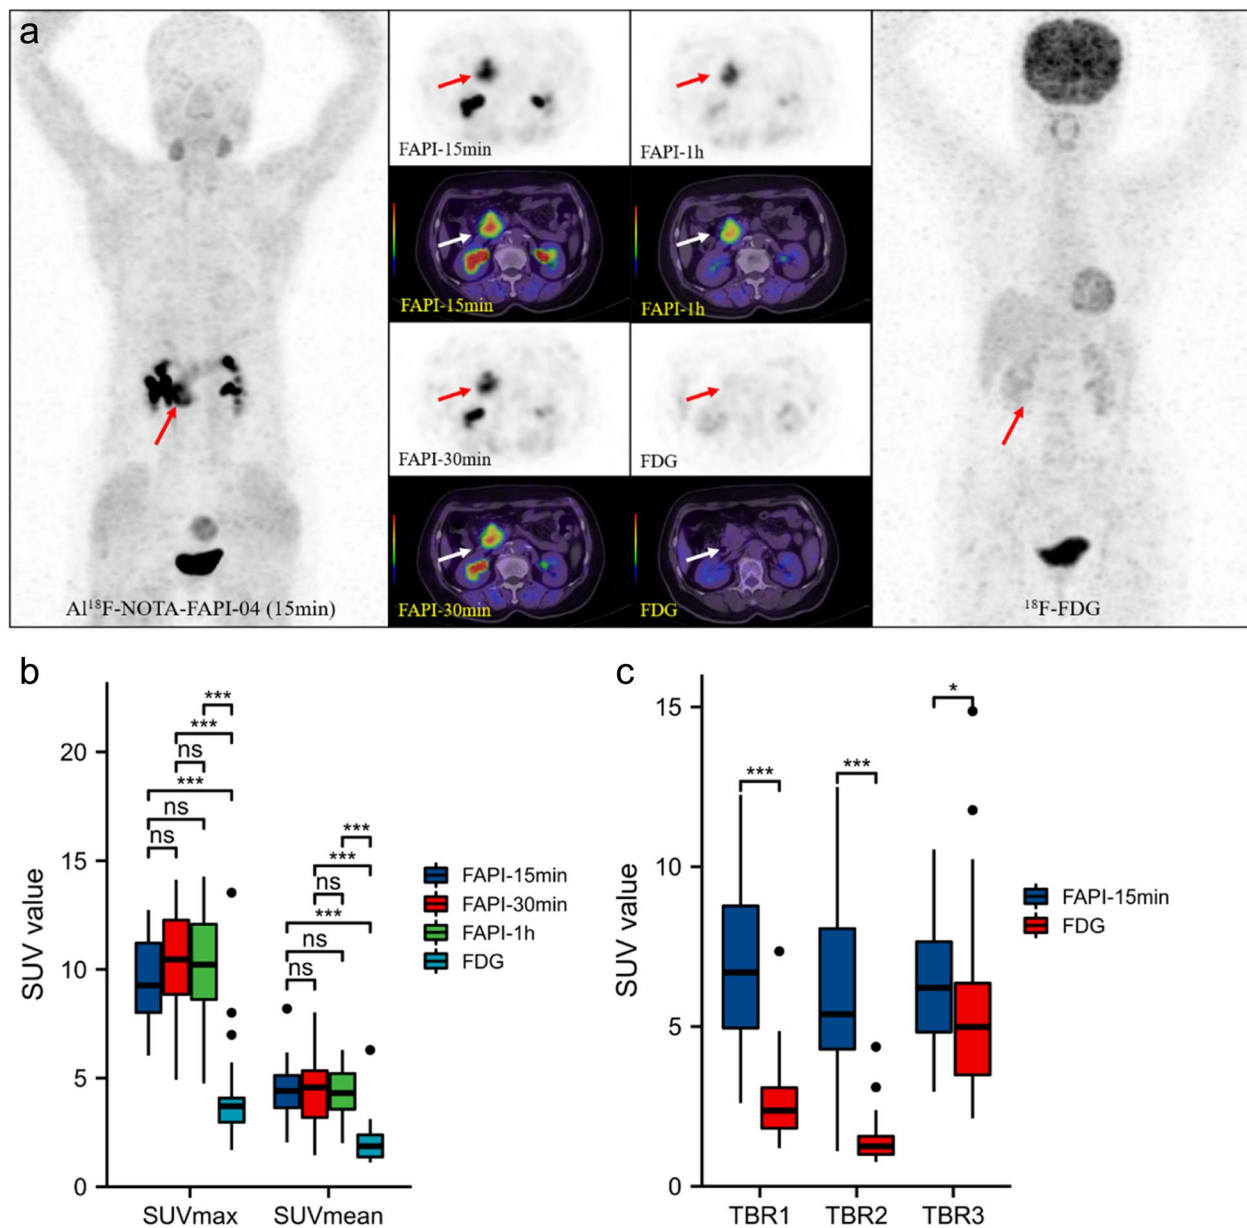 a
FAPI-15min
FAPI-1h
FAPI-15min
FAPI-1h
FAPI-30min
FDG
FAPI-30min
FDG
Al¹⁸F-NOTA-FAPI-04 (15min)
¹⁸F-FDG
b
SUV value
20
15
10
5
0
***
***
ns
***
ns
ns
***
***
ns
***
ns
ns
SUVmax
SUVmean
FAPI-15min
FAPI-30min
FAPI-1h
FDG
c
SUV value
15
10
5
0
***
***
*
TBR1
TBR2
TBR3
FAPI-15min
FDG